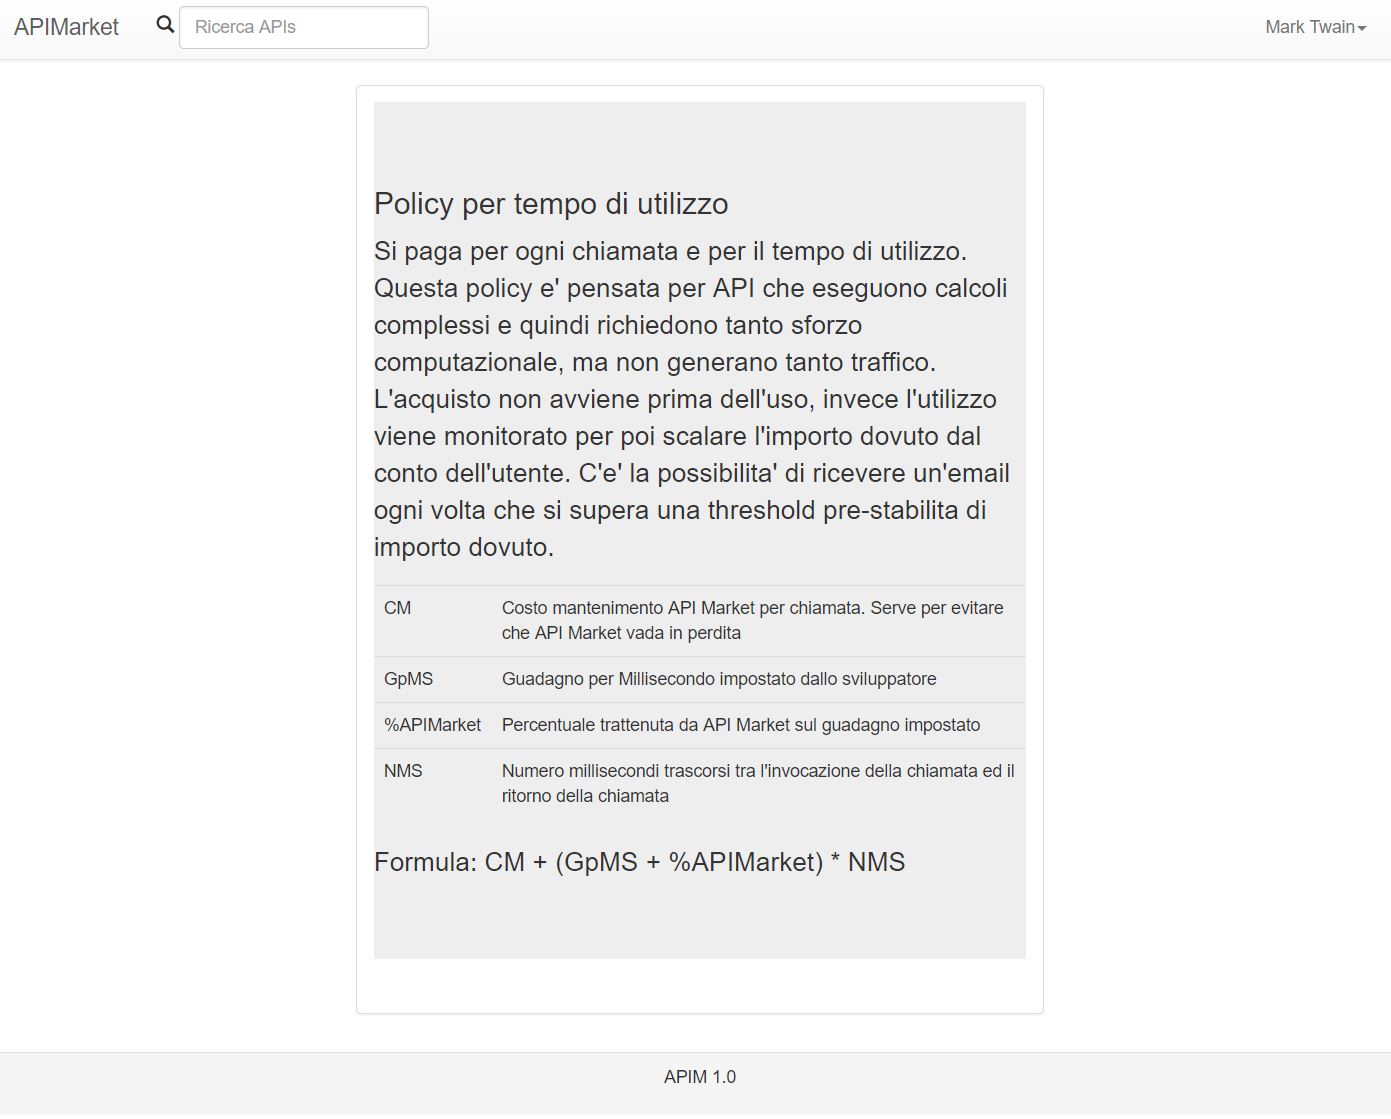 APIMarket
Ricerca APIs
Mark Twain
Policy per tempo di utilizzo
Si paga per ogni chiamata e per il tempo di utilizzo.
Questa policy e' pensata per API che eseguono calcoli
complessi e quindi richiedono tanto sforzo
computazionale, ma non generano tanto traffico.
L'acquisto non avviene prima dell'uso, invece l'utilizzo
viene monitorato per poi scalare l'importo dovuto dal
conto dell'utente. C'e' la possibilita' di ricevere un'email
ogni volta che si supera una threshold pre-stabilita di
importo dovuto.
CM Costo mantenimento API Market per chiamata. Serve per evitare
che API Market vada in perdita
GpMS Guadagno per Millisecondo impostato dallo sviluppatore
%APIMarket Percentuale trattenuta da API Market sul guadagno impostato
NMS Numero millisecondi trascorsi tra l'invocazione della chiamata ed il
ritorno della chiamata
Formula: CM + (GpMS + %APIMarket) * NMS
APIM 1.0